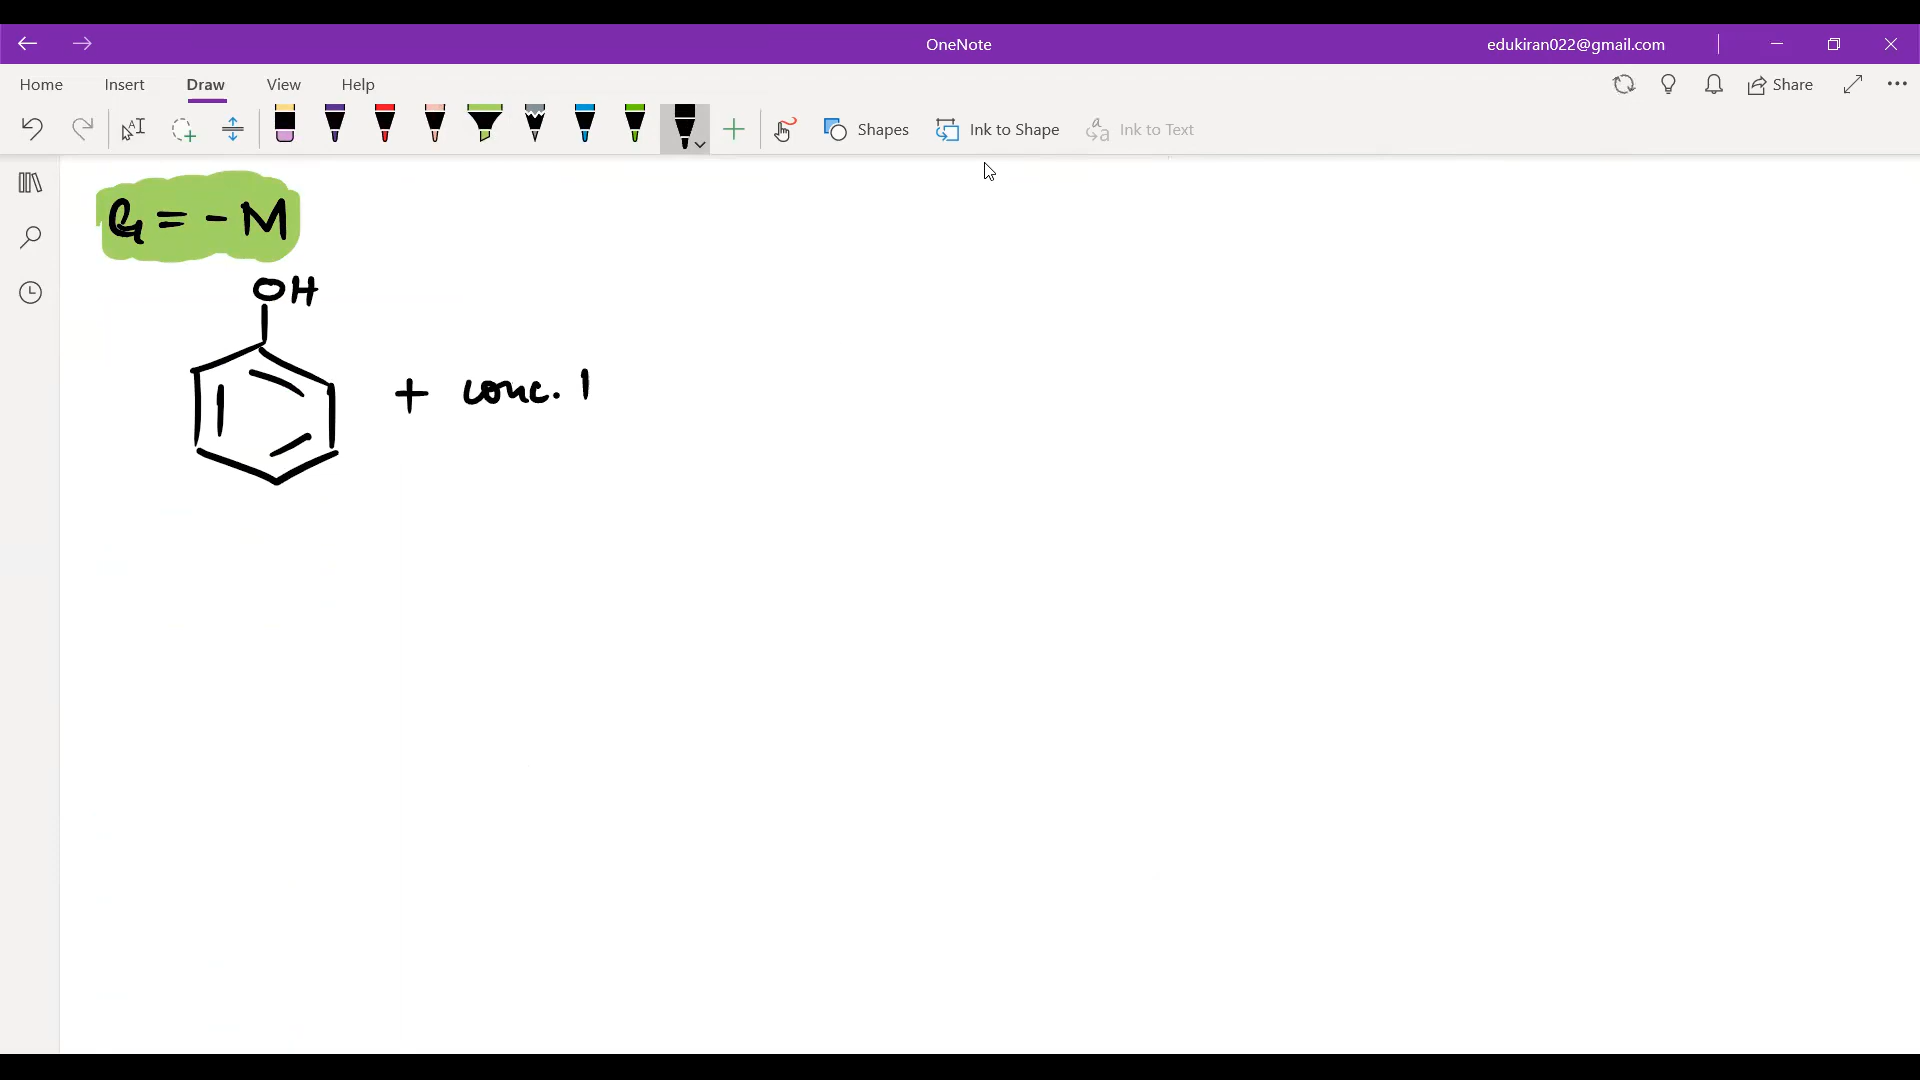 OneNote
edukiran022@gmail.com
Home Insert Draw View Help
Share
Shapes Ink to Shape Ink to Text
G = - M
OH
+ conc. I